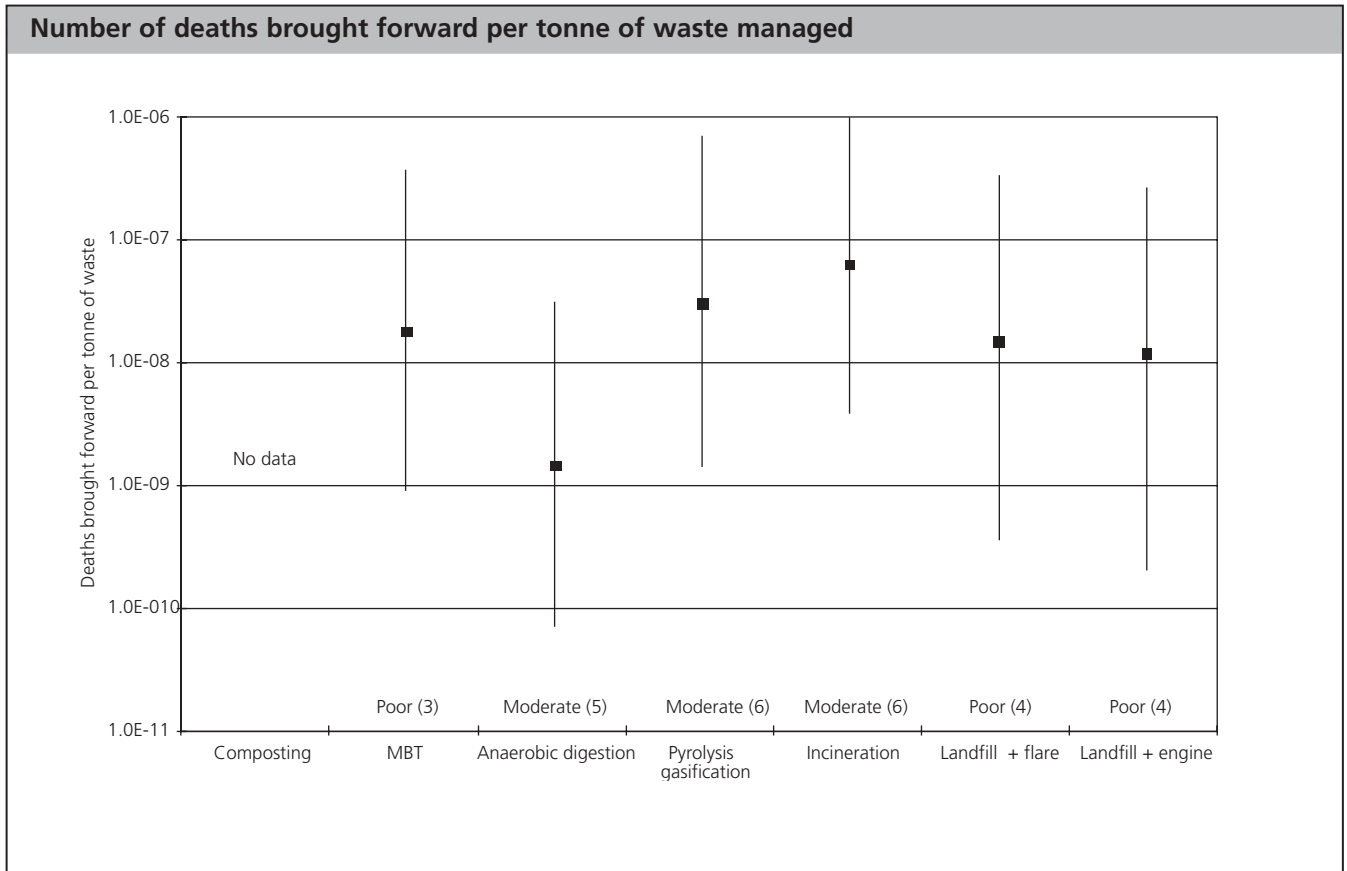 Number of deaths brought forward per tonne of waste managed
Deaths brought forward per tonne of waste
1.0E-06
1.0E-07
1.0E-08
1.0E-09
1.0E-010
1.0E-11
No data
Poor (3)
Moderate (5)
Moderate (6)
Moderate (6)
Poor (4)
Poor (4)
Composting
MBT
Anaerobic digestion
Pyrolysis
gasification
Incineration
Landfill + flare
Landfill + engine